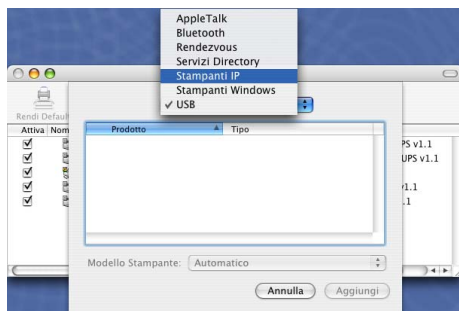 AppleTalk
Bluetooth
Rendezvous
Servizi Directory
Stampanti IP
Stampanti Windows
✓ USB
Rendi Default
Attiva Nom
Prodotto Tipo
PS v1.1
UPS v1.1
v1.1
.1
Modello Stampante: Automatico
Annulla Aggiungi